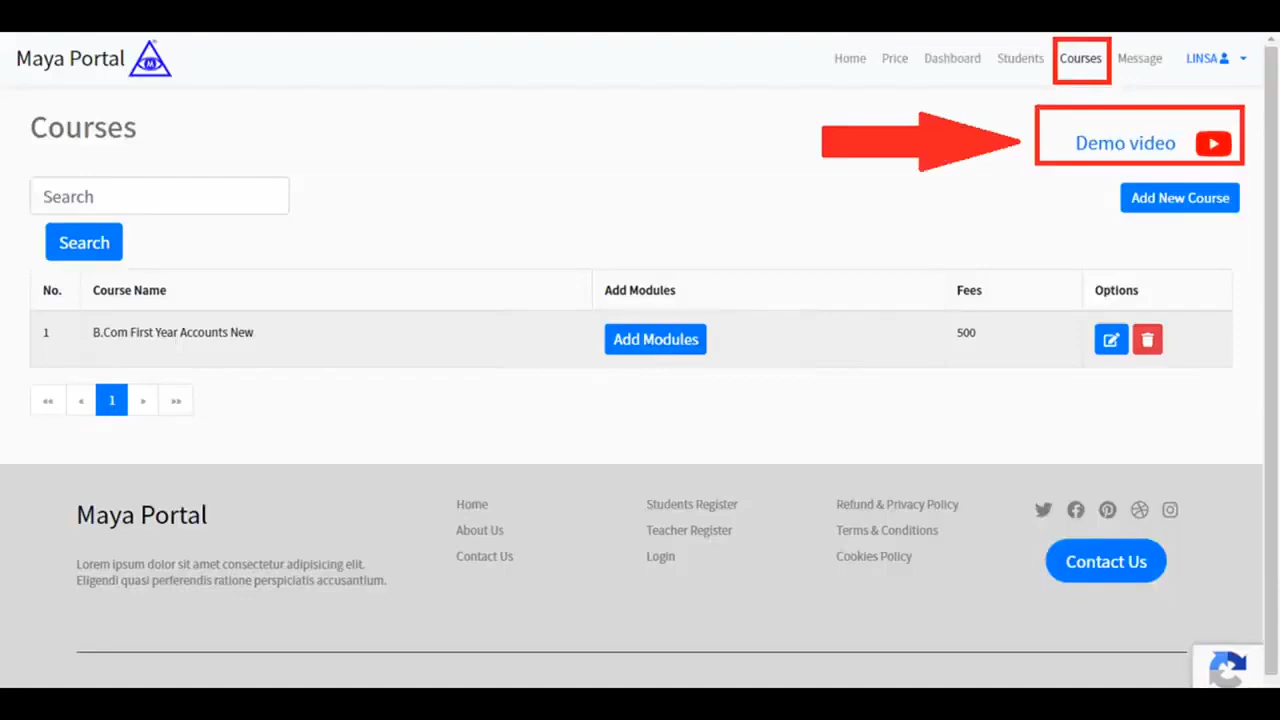 Maya Portal
Home Price Dashboard Students Courses Message LINSA
Courses
Demo video
Search
Add New Course
Search
No. Course Name Add Modules Fees Options
1 B.Com First Year Accounts New Add Modules 500
«« « 1 » »»
Maya Portal
Lorem ipsum dolor sit amet consectetur adipisicing elit.
Eligendi quasi perferendis ratione perspiciatis accusantium.
Home
About Us
Contact Us
Students Register
Teacher Register
Login
Refund & Privacy Policy
Terms & Conditions
Cookies Policy
Contact Us